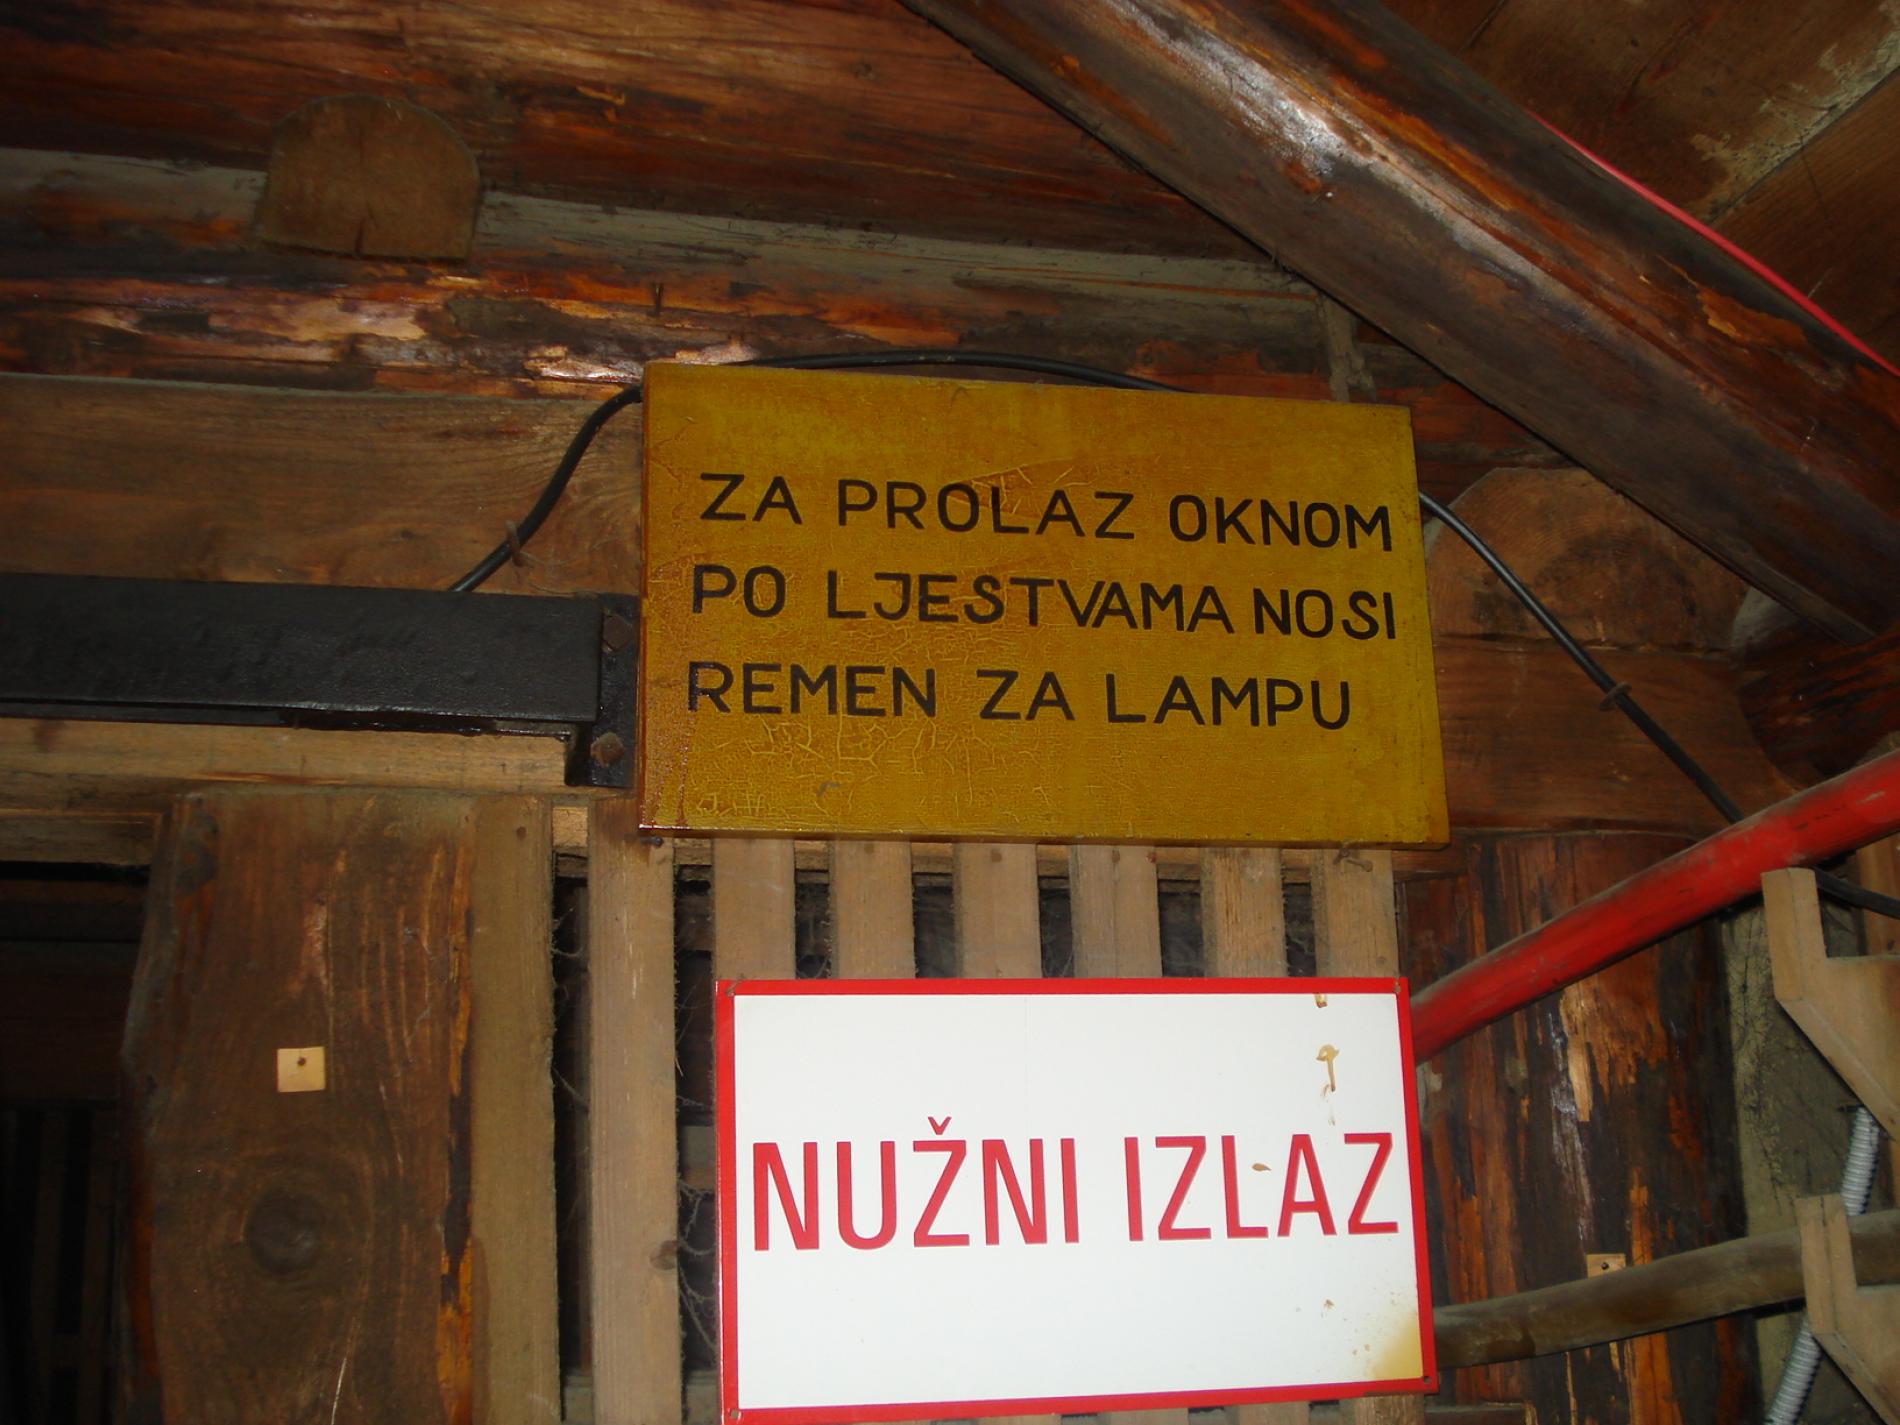 ZA PROLAZ OKNOM
PO LJESTVAMA NOSI
REMEN ZA LAMPU
NUŽNI IZLAZ